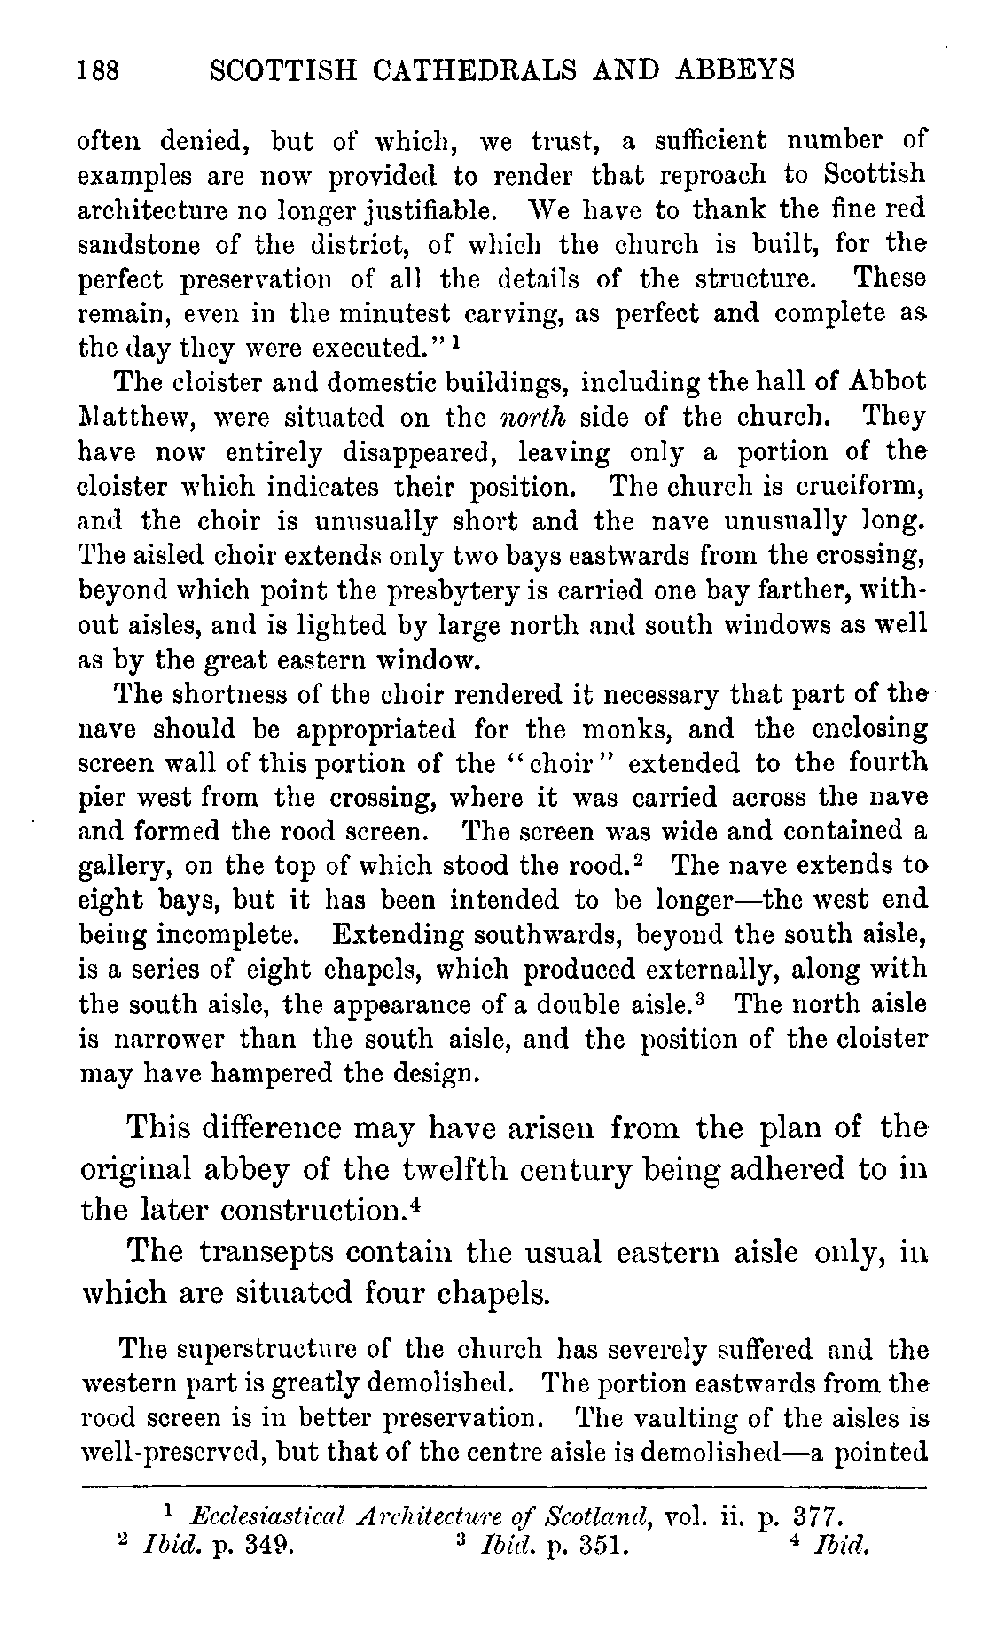 188 SCOTTISH CATHEDRALS AND ABBEYS
often denied, but of which, we trust, a sufficient number of
examples are now provided to render that reproach to Scottish
architecture no longer justifiable. We have to thank the fine red
sandstone of the district, of which the church is built, for the
perfect preservation of all the details of the structure. These
remain, even in the minutest carving, as perfect and complete as
the day they were executed." 1
The cloister and domestic buildings, including the hall of Abbot
Matthew, were situated on the north side of the church. They
have now entirely disappeared, leaving only a portion of the
cloister which indicates their position. The church is cruciform,
and the choir is unusually short and the nave unusually long.
The aisled choir extends only two bays eastwards from the crossing,
beyond which point the presbytery is carried one bay farther, with-
out aisles, and is lighted by large north and south windows as well
as by the great eastern window.
The shortness of the choir rendered it necessary that part of the
nave should be appropriated for the monks, and the enclosing
screen wall of this portion of the "choir" extended to the fourth
pier west from the crossing, where it was carried across the nave
and formed the rood screen. The screen was wide and contained a
gallery, on the top of which stood the rood.2 The nave extends to
eight bays, but it has been intended to be longer—the west end
being incomplete. Extending southwards, beyond the south aisle,
is a series of eight chapels, which produced externally, along with
the south aisle, the appearance of a double aisle.3 The north aisle
is narrower than the south aisle, and the position of the cloister
may have hampered the design.
This difference may have arisen from the plan of the
original abbey of the twelfth century being adhered to in
the later construction.4
The transepts contain the usual eastern aisle only, in
which are situated four chapels.
The superstructure of the church has severely suffered and the
western part is greatly demolished. The portion eastwards from the
rood screen is in better preservation. The vaulting of the aisles is
well-preserved, but that of the centre aisle is demolished—a pointed
1 Ecclesiastical Architecture of Scotland, vol. ii. p. 377.
2 Ibid. p. 349. 3 Ibid. p. 351. 4 Ibid.